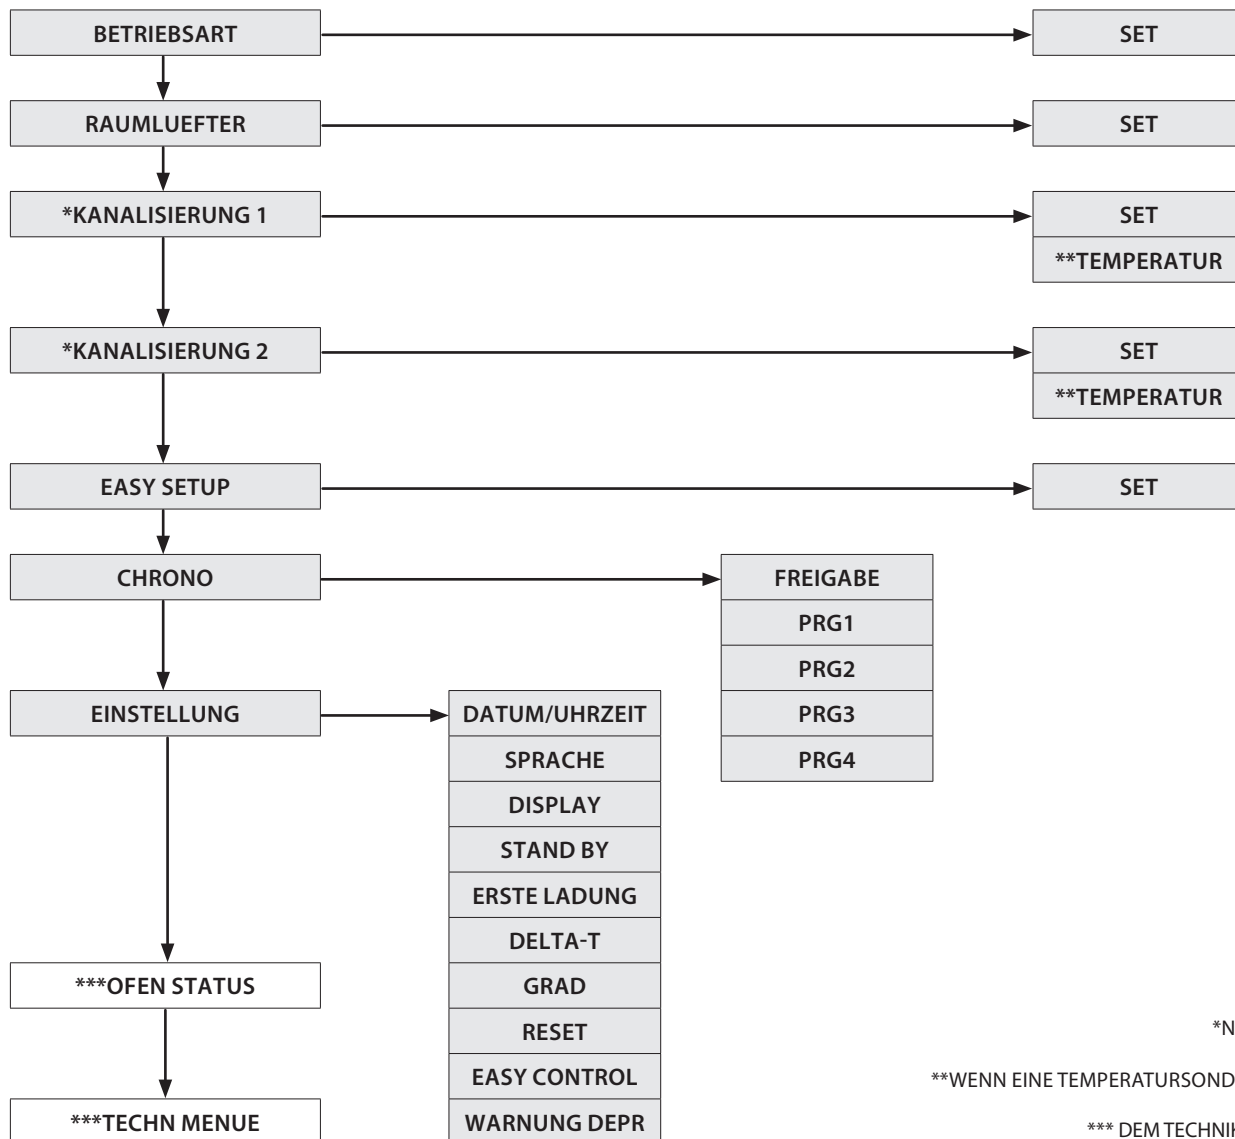 BETRIEBSART
SET
RAUMLUEFTER
SET
*KANALISIERUNG 1
SET
**TEMPERATUR
*KANALISIERUNG 2
SET
**TEMPERATUR
EASY SETUP
SET
CHRONO
FREIGABE
PRG1
PRG2
PRG3
PRG4
EINSTELLUNG
DATUM/UHRZEIT
SPRACHE
DISPLAY
STAND BY
ERSTE LADUNG
DELTA-T
GRAD
RESET
EASY CONTROL
WARNUNG DEPR
***OFEN STATUS
***TECHN MENUE
*N
**WENN EINE TEMPERATURSOND
*** DEM TECHNIK